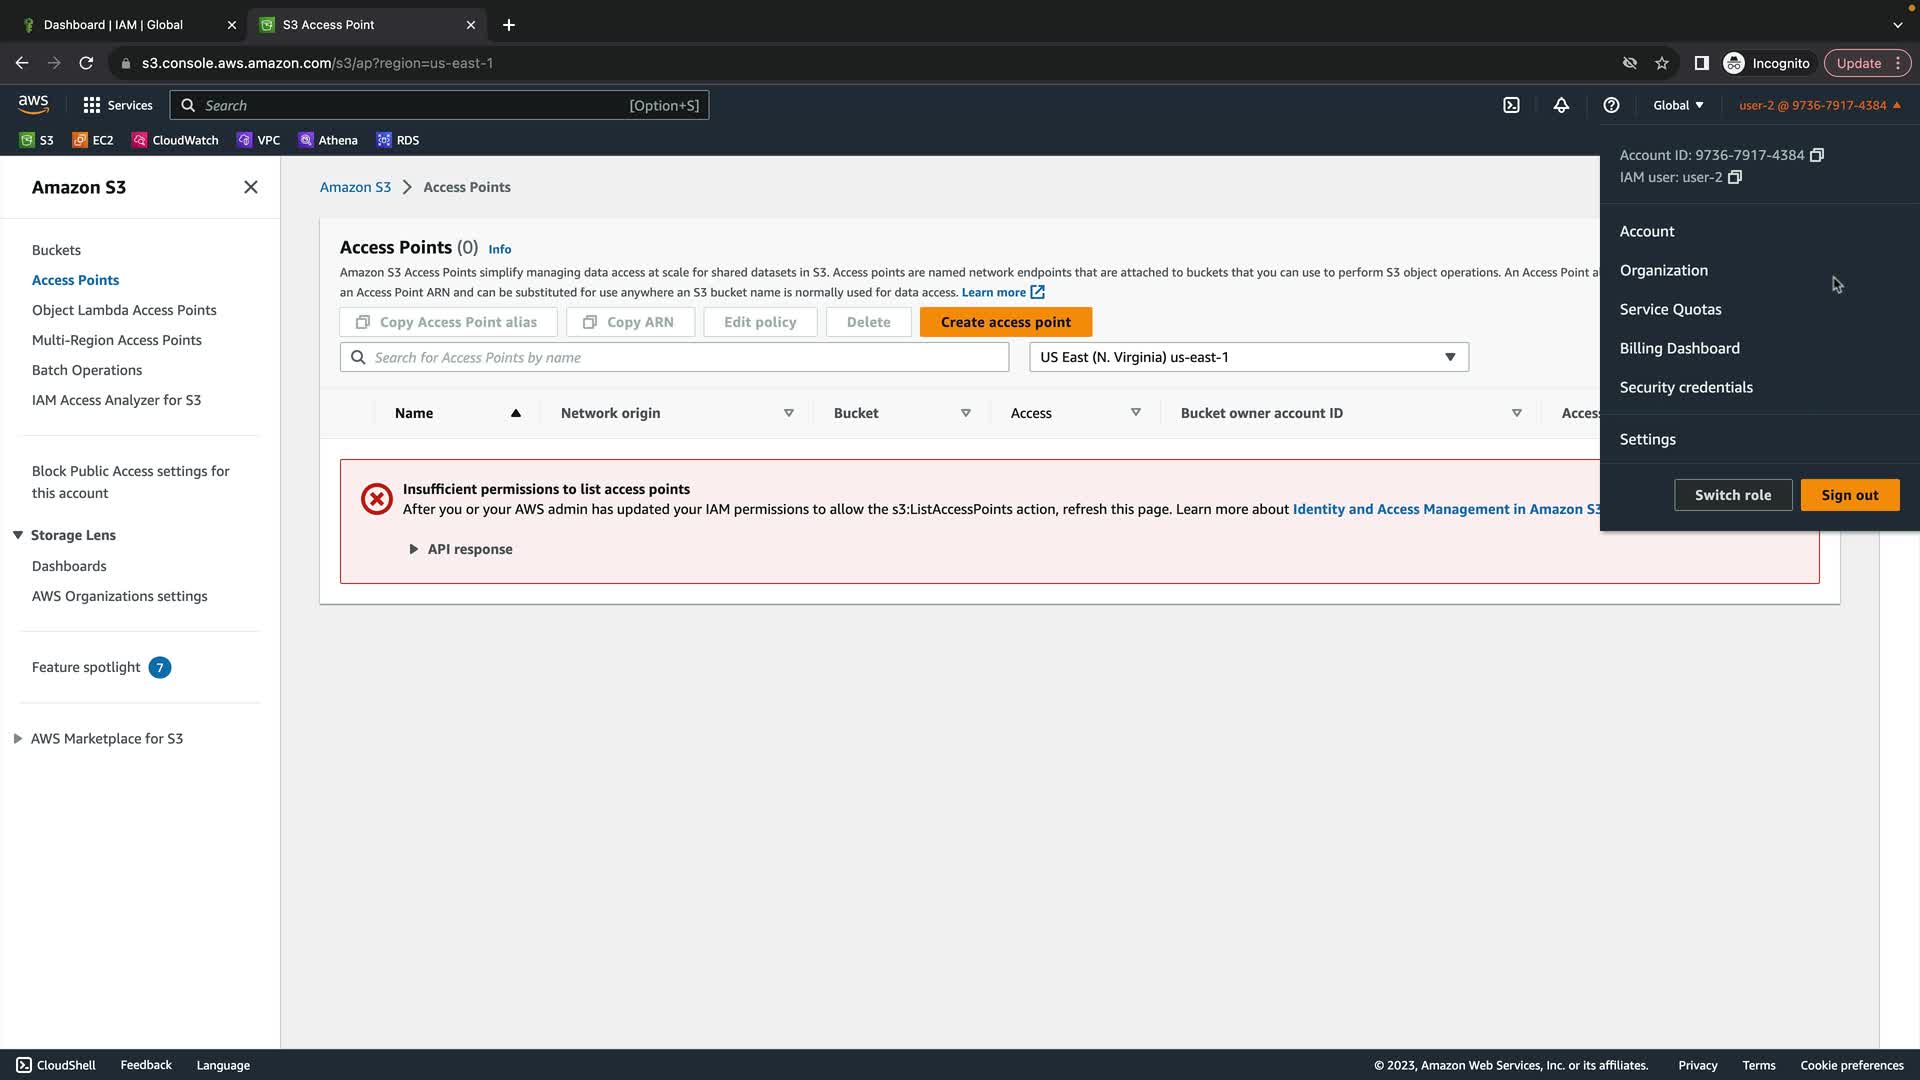 Dashboard | IAM | Global
S3 Access Point
s3.console.aws.amazon.com/s3/ap?region=us-east-1
Incognito
Update
aws
Services
Search
[Option+S]
Global
user-2 @ 9736-7917-4384
S3
EC2
CloudWatch
VPC
Athena
RDS
Account ID: 9736-7917-4384
IAM user: user-2
Account
Organization
Service Quotas
Billing Dashboard
Security credentials
Settings
Switch role
Sign out
Amazon S3
Buckets
Access Points
Object Lambda Access Points
Multi-Region Access Points
Batch Operations
IAM Access Analyzer for S3
Block Public Access settings for
this account
Storage Lens
Dashboards
AWS Organizations settings
Feature spotlight 7
AWS Marketplace for S3
Amazon S3 > Access Points
Access Points (0) Info
Amazon S3 Access Points simplify managing data access at scale for shared datasets in S3. Access points are named network endpoints that are attached to buckets that you can use to perform S3 object operations. An Access Point al
an Access Point ARN and can be substituted for use anywhere an S3 bucket name is normally used for data access. Learn more
Copy Access Point alias
Copy ARN
Edit policy
Delete
Create access point
Search for Access Points by name
US East (N. Virginia) us-east-1
Name
Network origin
Bucket
Access
Bucket owner account ID
Access
Insufficient permissions to list access points
After you or your AWS admin has updated your IAM permissions to allow the s3:ListAccessPoints action, refresh this page. Learn more about Identity and Access Management in Amazon S3
API response
CloudShell
Feedback
Language
© 2023, Amazon Web Services, Inc. or its affiliates.
Privacy
Terms
Cookie preferences